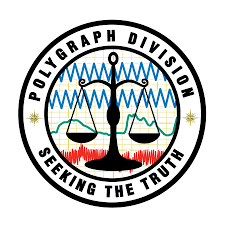 POLYGRAPH DIVISION
SEEKING THE TRUTH